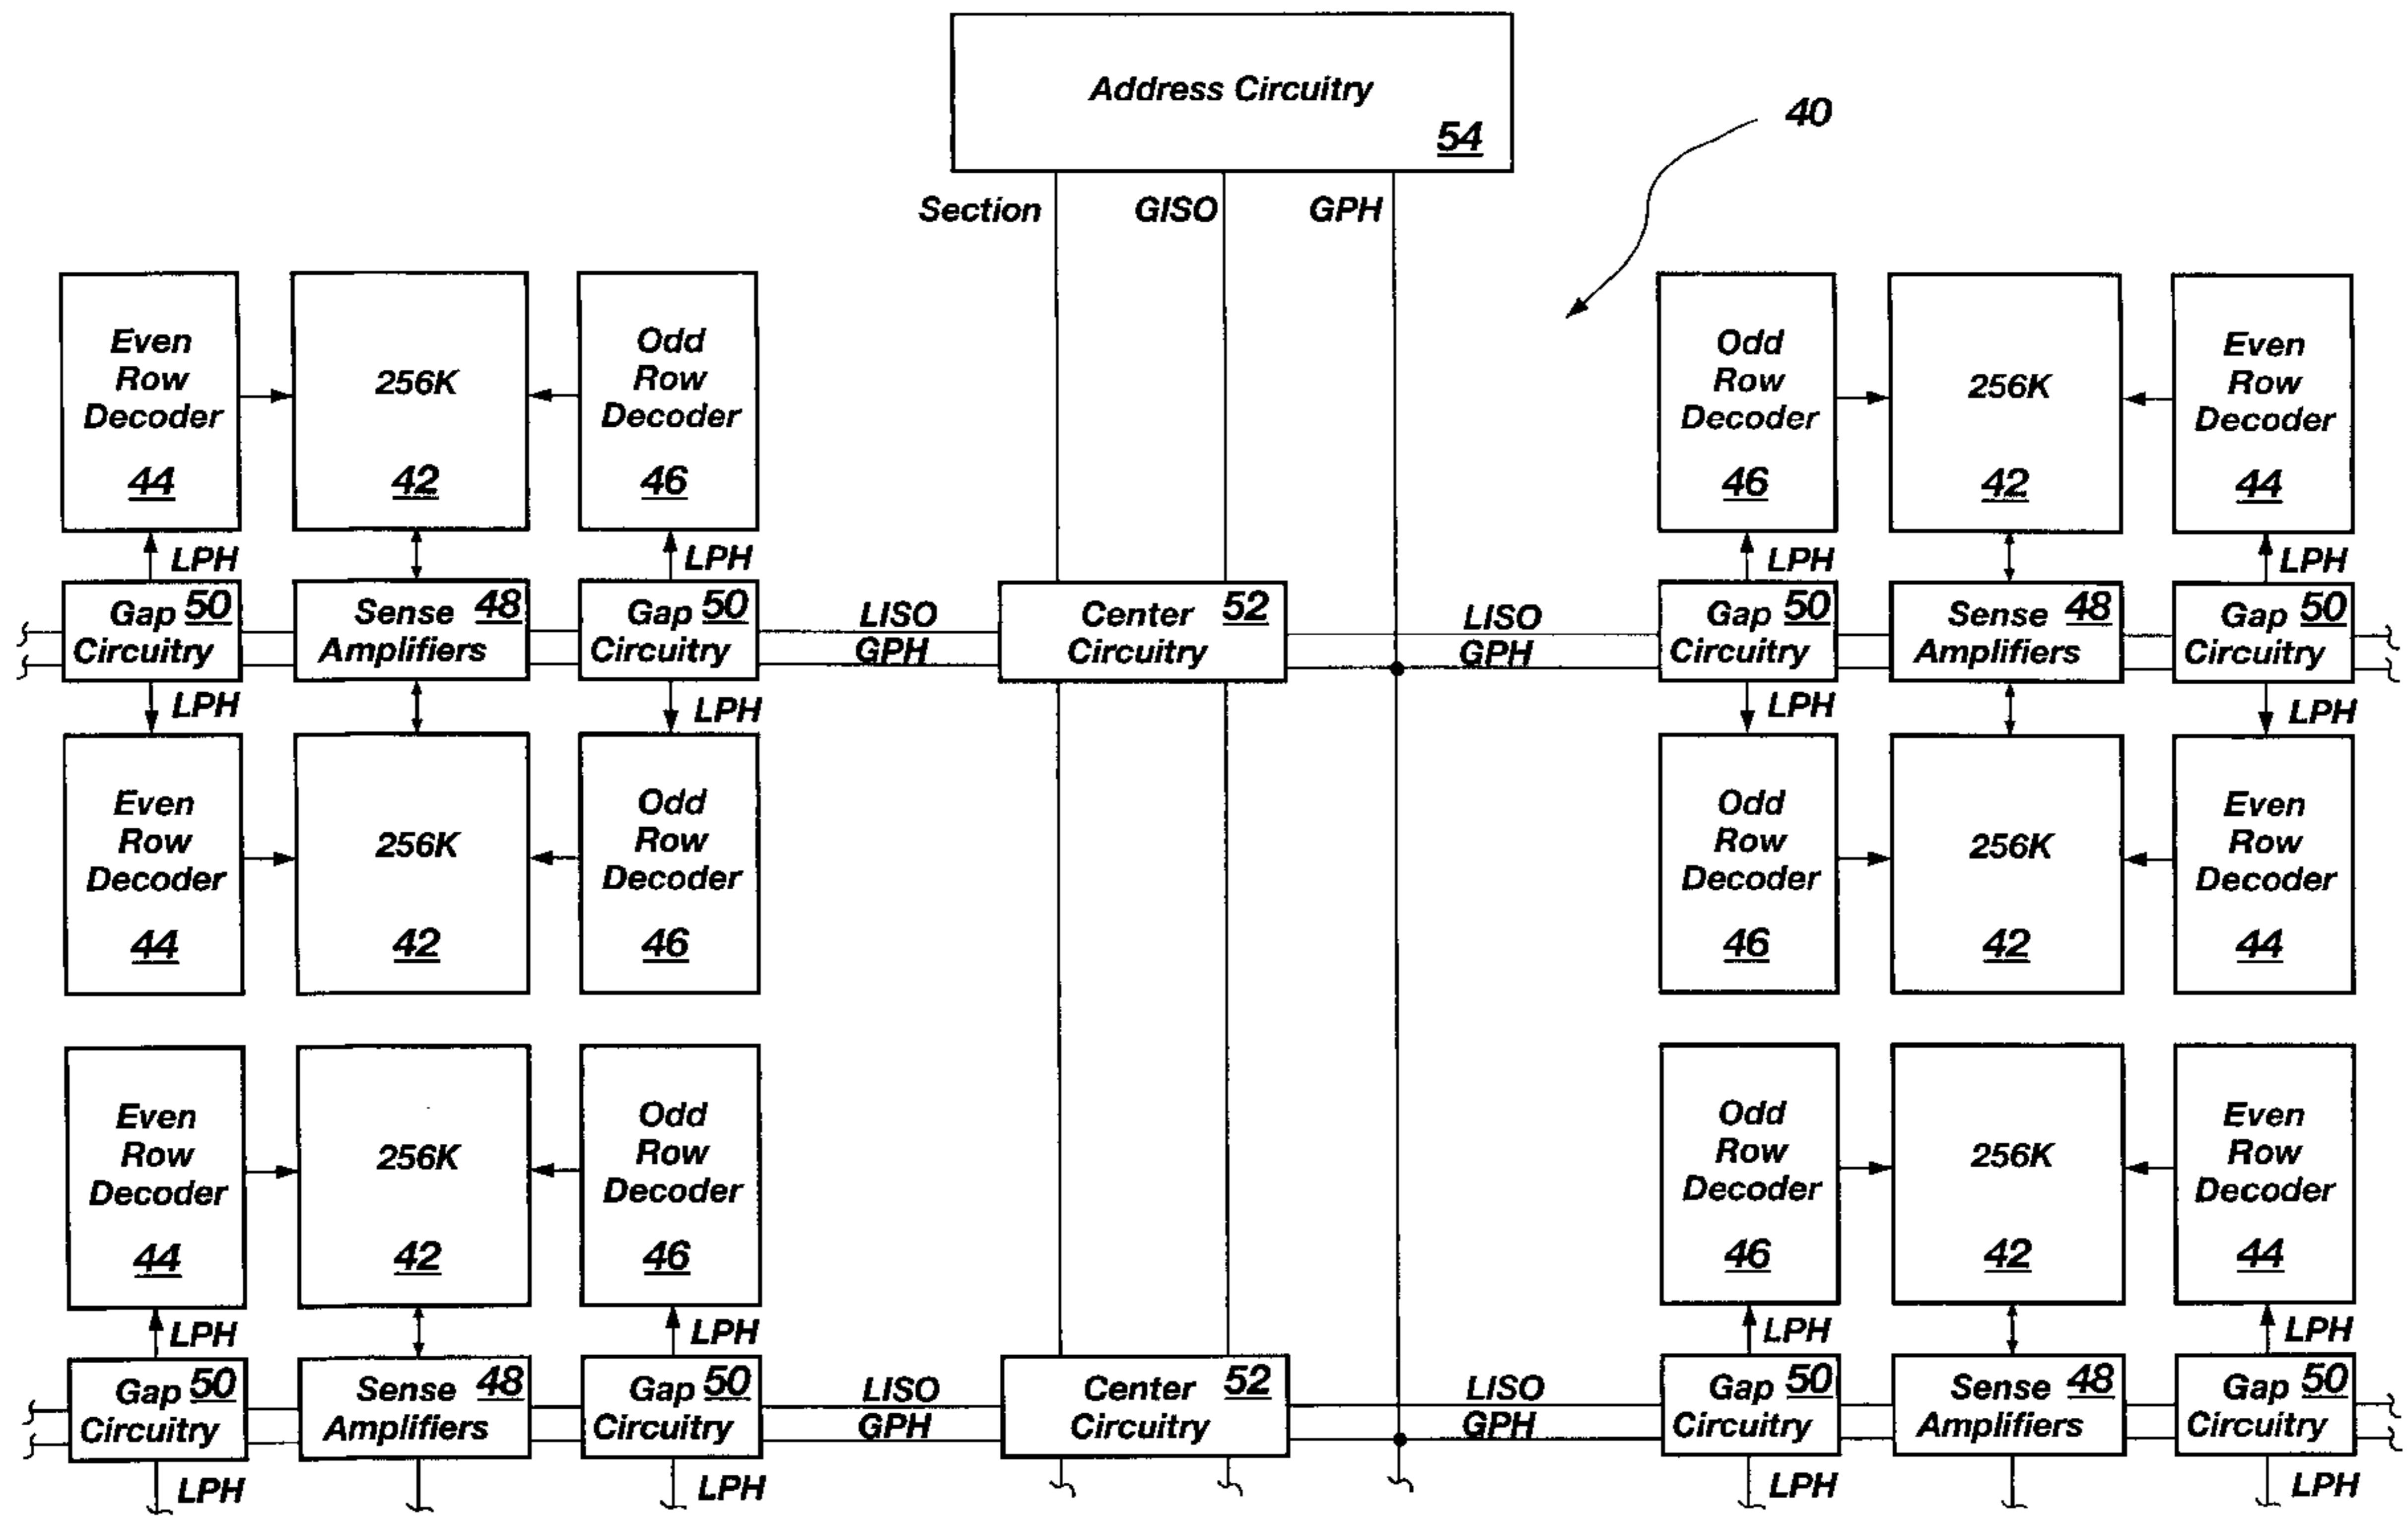 Address Circuitry
54
40
Section GISO GPH
Even Row Decoder 44
256K 42
Odd Row Decoder 46
Odd Row Decoder 46
256K 42
Even Row Decoder 44
LPH LPH LPH LPH
Gap Circuitry 50
Sense Amplifiers 48
Gap Circuitry 50
LISO
GPH
Center Circuitry 52
LISO
GPH
Gap Circuitry 50
Sense Amplifiers 48
Gap Circuitry 50
LPH LPH LPH LPH
Even Row Decoder 44
256K 42
Odd Row Decoder 46
Odd Row Decoder 46
256K 42
Even Row Decoder 44
Even Row Decoder 44
256K 42
Odd Row Decoder 46
Odd Row Decoder 46
256K 42
Even Row Decoder 44
LPH LPH LPH LPH
Gap Circuitry 50
Sense Amplifiers 48
Gap Circuitry 50
LISO
GPH
Center Circuitry 52
LISO
GPH
Gap Circuitry 50
Sense Amplifiers 48
Gap Circuitry 50
LPH LPH LPH LPH